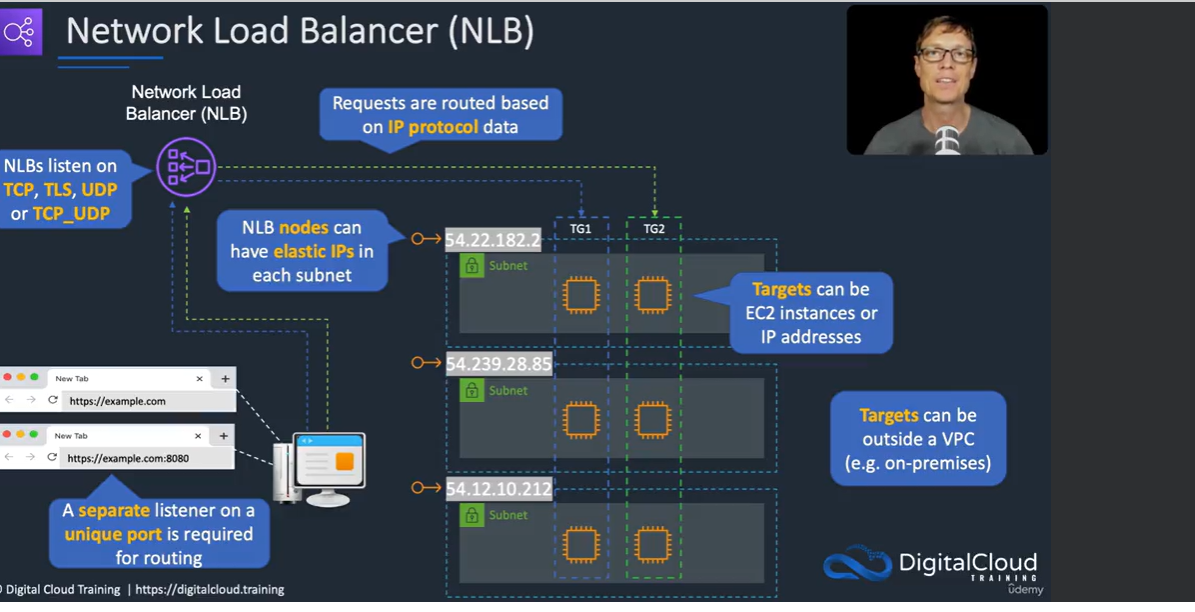 Network Load Balancer (NLB)
Network Load
Balancer (NLB)
Requests are routed based
on IP protocol data
NLBs listen on
TCP, TLS, UDP
or TCP_UDP
NLB nodes can
have elastic IPs in
each subnet
TG1
TG2
54.22.182.2
Subnet
Targets can be
EC2 instances or
IP addresses
54.239.28.85
Subnet
New Tab
https://example.com
New Tab
https://example.com:8080
Targets can be
outside a VPC
(e.g. on-premises)
54.12.10.212
Subnet
A separate listener on a
unique port is required
for routing
DigitalCloud
TRAINING
udemy
Digital Cloud Training | https://digitalcloud.training